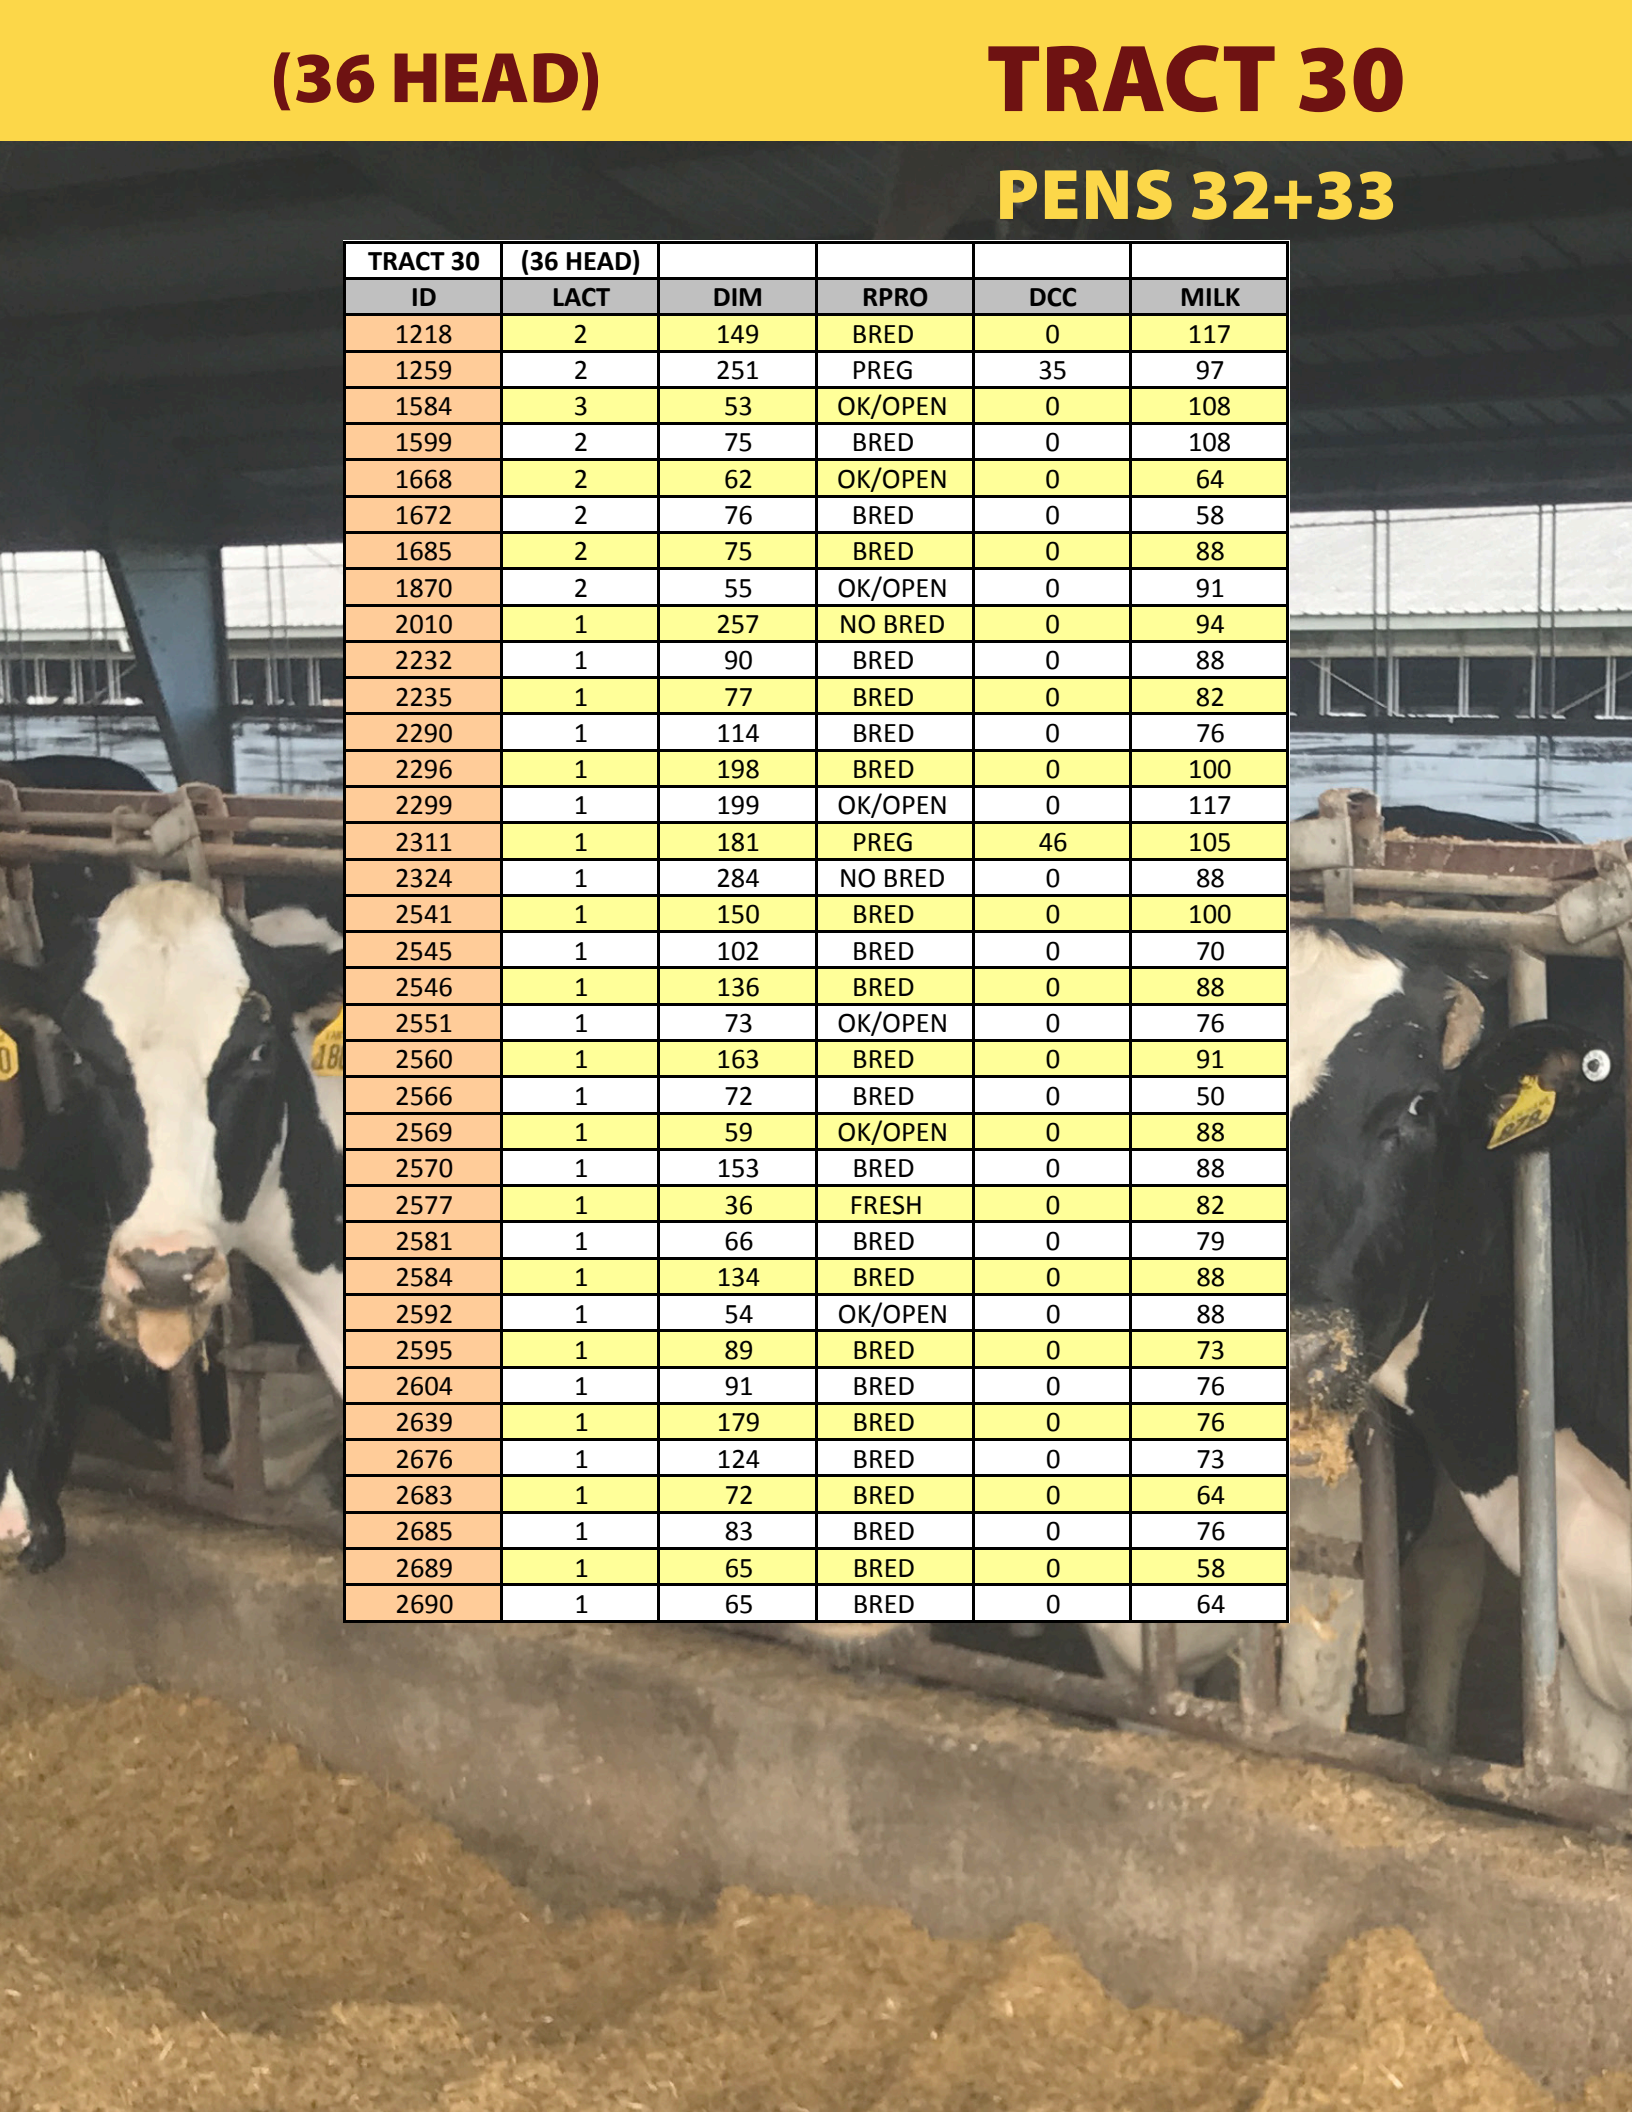 (36 HEAD) TRACT 30
PENS 32+33
TRACT 30 (36 HEAD)
ID LACT DIM RPRO DCC MILK
1218 2 149 BRED 0 117
1259 2 251 PREG 35 97
1584 3 53 OK/OPEN 0 108
1599 2 75 BRED 0 108
1668 2 62 OK/OPEN 0 64
1672 2 76 BRED 0 58
1685 2 75 BRED 0 88
1870 2 55 OK/OPEN 0 91
2010 1 257 NO BRED 0 94
2232 1 90 BRED 0 88
2235 1 77 BRED 0 82
2290 1 114 BRED 0 76
2296 1 198 BRED 0 100
2299 1 199 OK/OPEN 0 117
2311 1 181 PREG 46 105
2324 1 284 NO BRED 0 88
2541 1 150 BRED 0 100
2545 1 102 BRED 0 70
2546 1 136 BRED 0 88
2551 1 73 OK/OPEN 0 76
2560 1 163 BRED 0 91
2566 1 72 BRED 0 50
2569 1 59 OK/OPEN 0 88
2570 1 153 BRED 0 88
2577 1 36 FRESH 0 82
2581 1 66 BRED 0 79
2584 1 134 BRED 0 88
2592 1 54 OK/OPEN 0 88
2595 1 89 BRED 0 73
2604 1 91 BRED 0 76
2639 1 179 BRED 0 76
2676 1 124 BRED 0 73
2683 1 72 BRED 0 64
2685 1 83 BRED 0 76
2689 1 65 BRED 0 58
2690 1 65 BRED 0 64